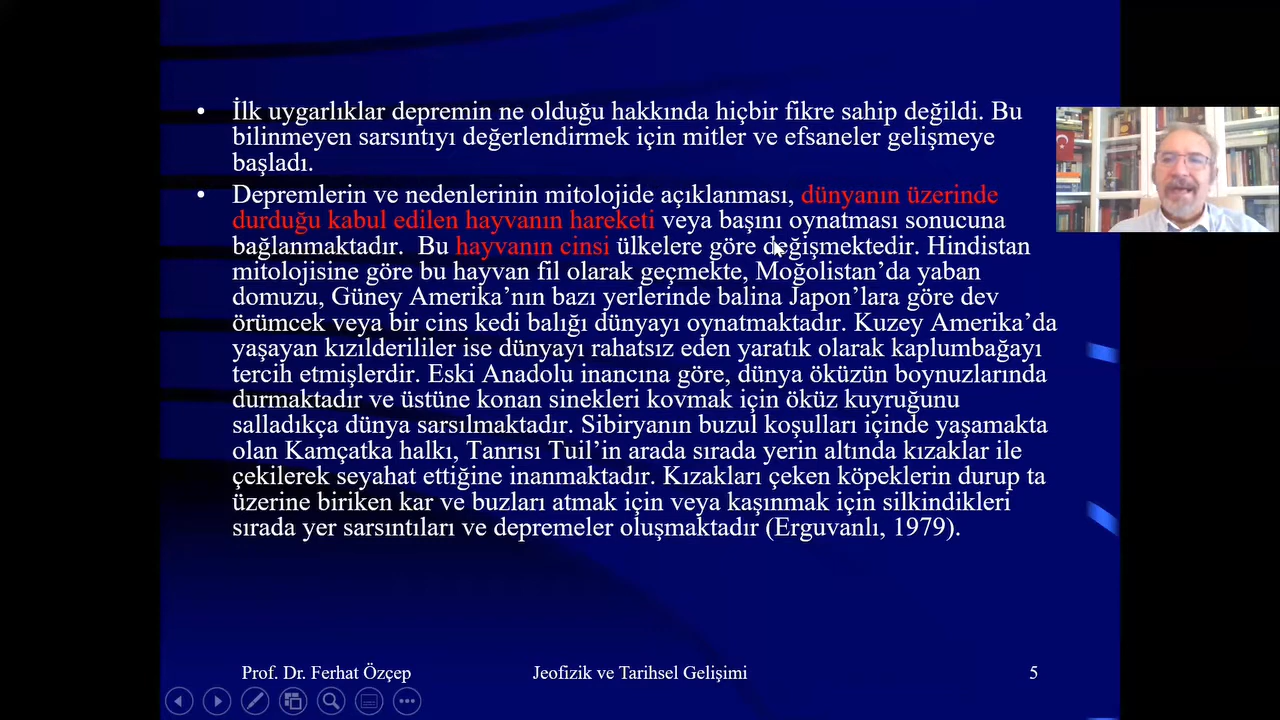 • İlk uygarlıklar depremin ne olduğu hakkında hiçbir fikre sahip değildi. Bu
bilinmeyen sarsıntıyı değerlendirmek için mitler ve efsaneler gelişmeye
başladı.
• Depremlerin ve nedenlerinin mitolojide açıklanması, dünyanın üzerinde
durduğu kabul edilen hayvanın hareketi veya başını oynatması sonucuna
bağlanmaktadır. Bu hayvanın cinsi ülkelere göre değişmektedir. Hindistan
mitolojisine göre bu hayvan fil olarak geçmekte, Moğolistan’da yaban
domuzu, Güney Amerika’nın bazı yerlerinde balina Japon’lara göre dev
örümcek veya bir cins kedi balığı dünyayı oynatmaktadır. Kuzey Amerika’da
yaşayan kızılderililer ise dünyayı rahatsız eden yaratık olarak kaplumbağayı
tercih etmişlerdir. Eski Anadolu inancına göre, dünya öküzün boynuzlarında
durmaktadır ve üstüne konan sinekleri kovmak için öküz kuyruğunu
salladıkça dünya sarsılmaktadır. Sibiryanın buzul koşulları içinde yaşamakta
olan Kamçatka halkı, Tanrısı Tuil’in arada sırada yerin altında kızaklar ile
çekilerek seyahat ettiğine inanmaktadır. Kızakları çeken köpeklerin durup ta
üzerine biriken kar ve buzları atmak için veya kaşınmak için silkindikleri
sırada yer sarsıntıları ve depremeler oluşmaktadır (Erguvanlı, 1979).
Prof. Dr. Ferhat Özçep Jeofizik ve Tarihsel Gelişimi 5